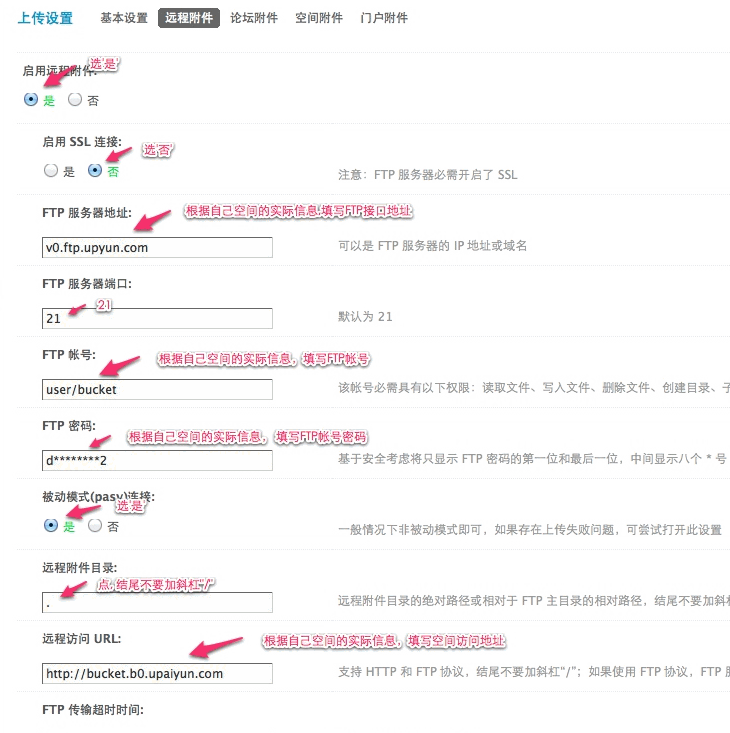 上传设置 基本设置 远程附件 论坛附件 空间附件 门户附件
启用远程附件: 选是
是 否
启用 SSL 连接: 选否
是 否 注意：FTP 服务器必需开启了 SSL
FTP 服务器地址: 根据自己空间的实际信息,填写FTP接口地址
v0.ftp.upyun.com 可以是 FTP 服务器的 IP 地址或域名
FTP 服务器端口: 21
21 默认为 21
FTP 帐号: 根据自己空间的实际信息，填写FTP帐号
user/bucket 该帐号必需具有以下权限：读取文件、写入文件、删除文件、创建目录、子
FTP 密码: 根据自己空间的实际信息， 填写FTP帐号密码
d********2 基于安全考虑将只显示 FTP 密码的第一位和最后一位，中间显示八个 * 号
被动模式(pasv)连接: 选是
是 否 一般情况下非被动模式即可，如果存在上传失败问题，可尝试打开此设置
远程附件目录: 点, 结尾不要加斜杠“/”
. 远程附件目录的绝对路径或相对于 FTP 主目录的相对路径，结尾不要加斜杠
远程访问 URL: 根据自己空间的实际信息，填写空间访问地址
http://bucket.b0.upaiyun.com 支持 HTTP 和 FTP 协议，结尾不要加斜杠“/”；如果使用 FTP 协议，FTP
FTP 传输超时时间: